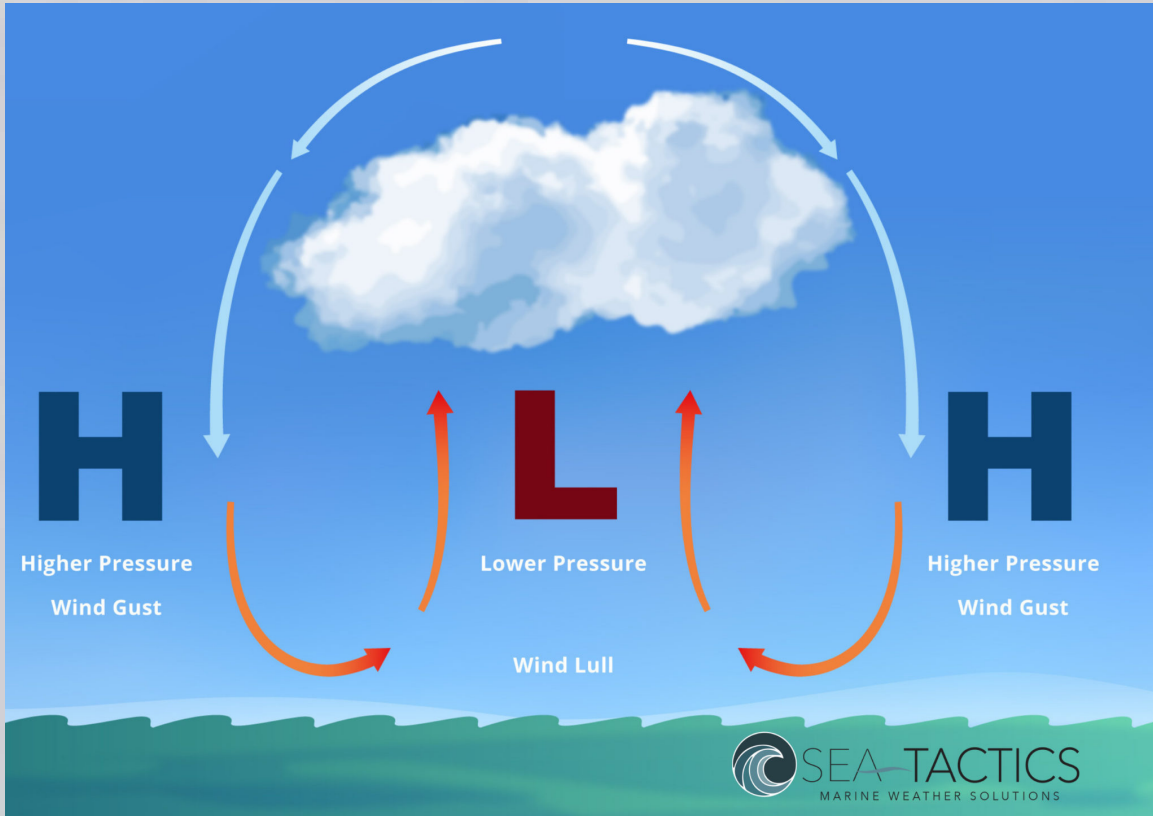 H
L
H
Higher Pressure
Lower Pressure
Higher Pressure
Wind Gust
Wind Gust
Wind Lull
SEA TACTICS
MARINE WEATHER SOLUTIONS